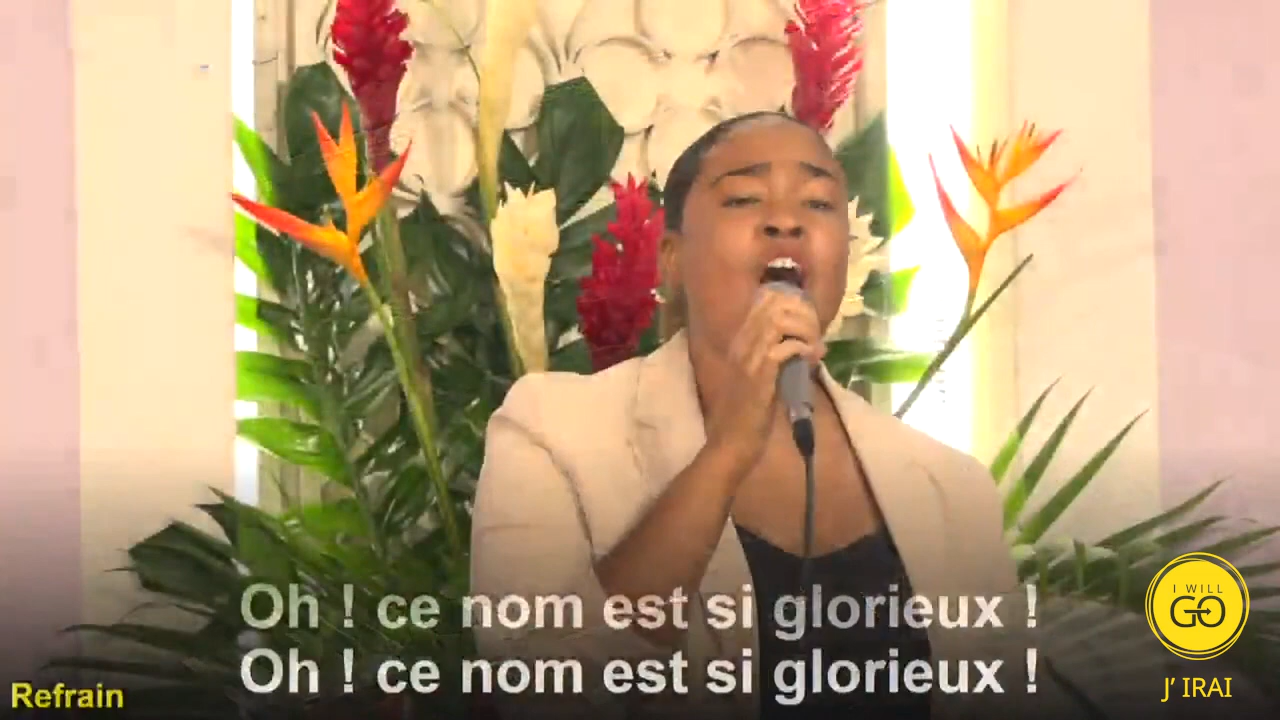 Oh ! ce nom est si glorieux !
Oh ! ce nom est si glorieux !
Refrain
I WILL
GO
J' IRAI